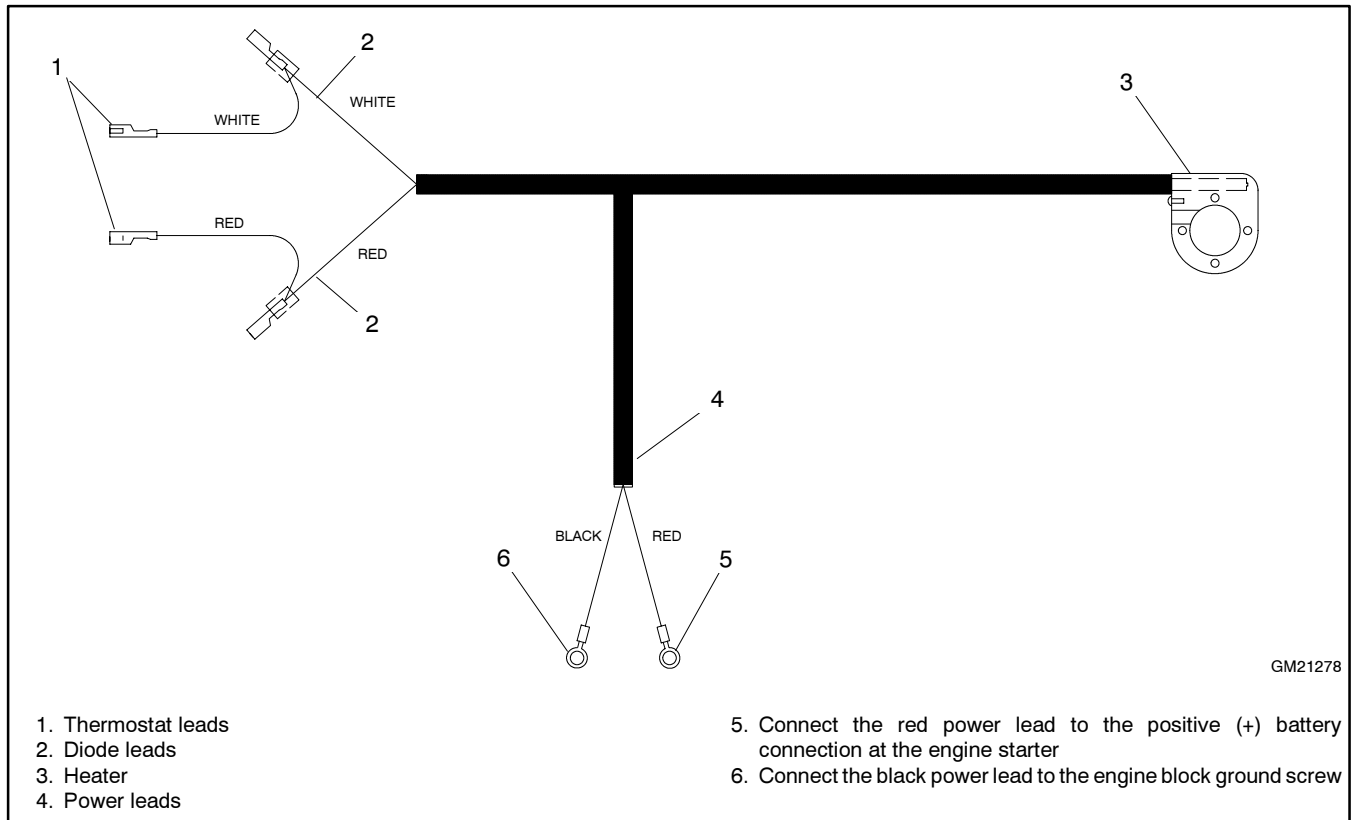 2
1
WHITE
3
WHITE
RED
RED
2
4
BLACK
RED
6
5
GM21278
1. Thermostat leads
2. Diode leads
3. Heater
4. Power leads
5. Connect the red power lead to the positive (+) battery
connection at the engine starter
6. Connect the black power lead to the engine block ground screw